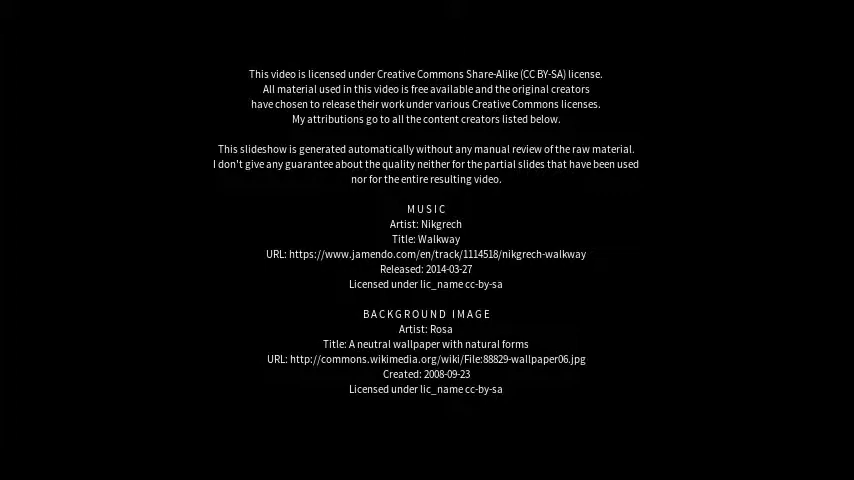 This video is licensed under Creative Commons Share-Alike (CC BY-SA) license.
All material used in this video is free available and the original creators
have chosen to release their work under various Creative Commons licenses.
My attributions go to all the content creators listed below.
This slideshow is generated automatically without any manual review of the raw material.
I don't give any guarantee about the quality neither for the partial slides that have been used
nor for the entire resulting video.
MUSIC
Artist: Nikgrech
Title: Walkway
URL: https://www.jamendo.com/en/track/1114518/nikgrech-walkway
Released: 2014-03-27
Licensed under lic_name cc-by-sa
BACKGROUND IMAGE
Artist: Rosa
Title: A neutral wallpaper with natural forms
URL: http://commons.wikimedia.org/wiki/File:88829-wallpaper06.jpg
Created: 2008-09-23
Licensed under lic_name cc-by-sa